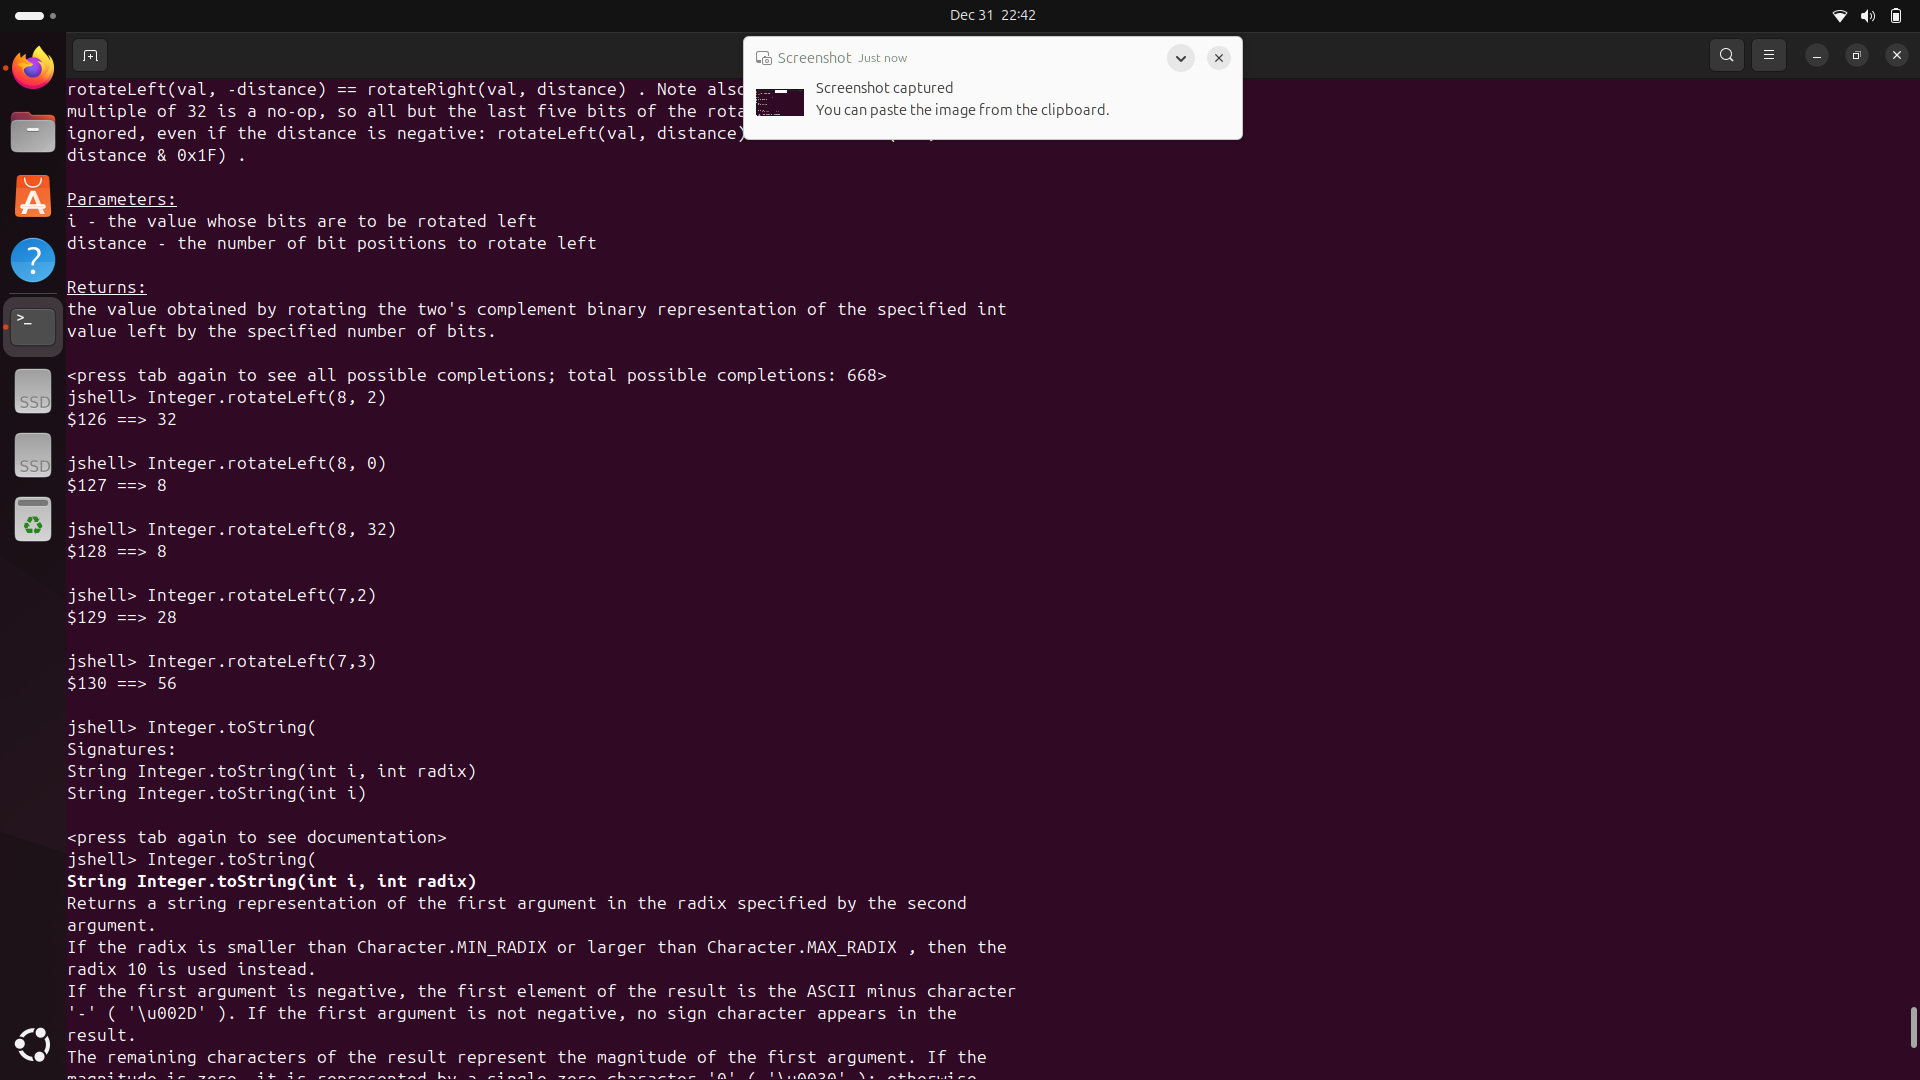 Dec 31 22:42
Screenshot Just now
Screenshot captured
You can paste the image from the clipboard.
rotateLeft(val, -distance) == rotateRight(val, distance) . Note also
multiple of 32 is a no-op, so all but the last five bits of the
ignored, even if the distance is negative: rotateLeft(val, distance)
distance & 0x1F) .
Parameters:
i - the value whose bits are to be rotated left
distance - the number of bit positions to rotate left
Returns:
the value obtained by rotating the two's complement binary representation of the specified int
value left by the specified number of bits.
<press tab again to see all possible completions; total possible completions: 668>
jshell> Integer.rotateLeft(8, 2)
$126 ==> 32
jshell> Integer.rotateLeft(8, 0)
$127 ==> 8
jshell> Integer.rotateLeft(8, 32)
$128 ==> 8
jshell> Integer.rotateLeft(7,2)
$129 ==> 28
jshell> Integer.rotateLeft(7,3)
$130 ==> 56
jshell> Integer.toString(
Signatures:
String Integer.toString(int i, int radix)
String Integer.toString(int i)
<press tab again to see documentation>
jshell> Integer.toString(
String Integer.toString(int i, int radix)
Returns a string representation of the first argument in the radix specified by the second
argument.
If the radix is smaller than Character.MIN_RADIX or larger than Character.MAX_RADIX , then the
radix 10 is used instead.
If the first argument is negative, the first element of the result is the ASCII minus character
'-' ( '\u002D' ). If the first argument is not negative, no sign character appears in the
result.
The remaining characters of the result represent the magnitude of the first argument. If the
magnitude is zero, it is represented by a single zero character '0' ( '\u0030' ); otherwise
SSD
SSD